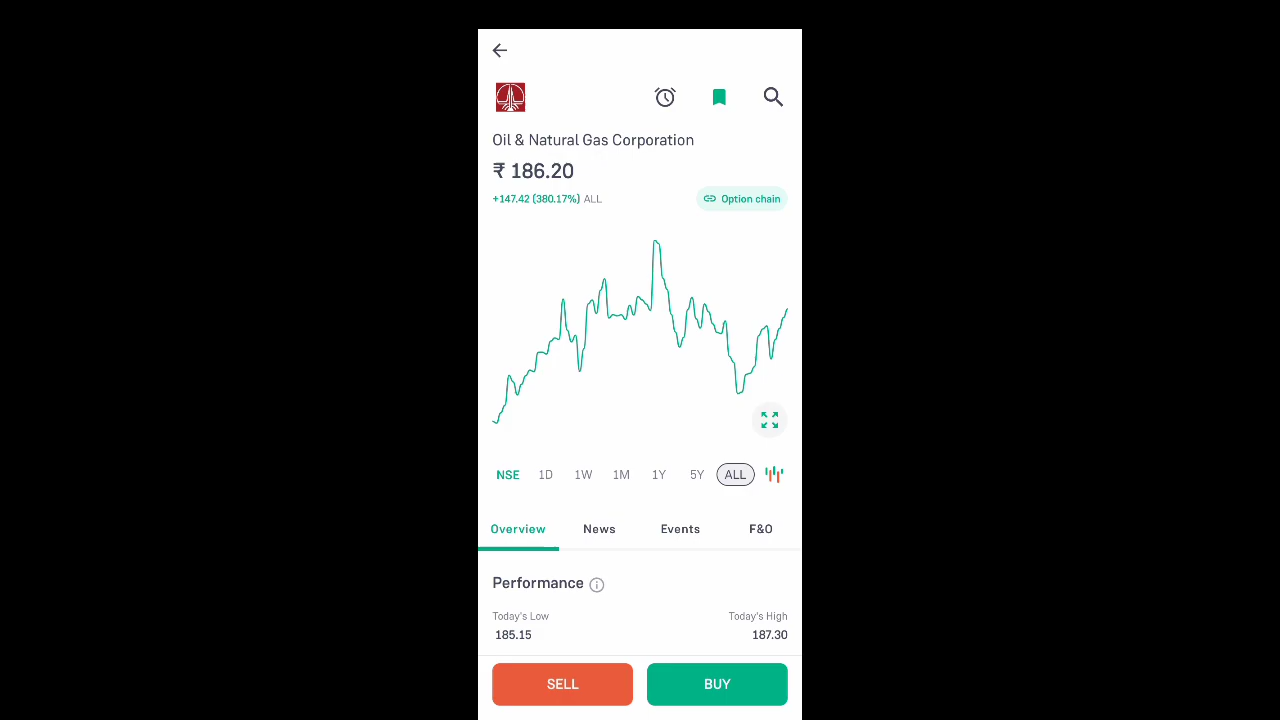 Oil & Natural Gas Corporation
₹ 186.20
+147.42 (380.17%) ALL
Option chain
NSE 1D 1W 1M 1Y 5Y ALL
Overview News Events F&O
Performance
Today's Low Today's High
185.15 187.30
SELL BUY